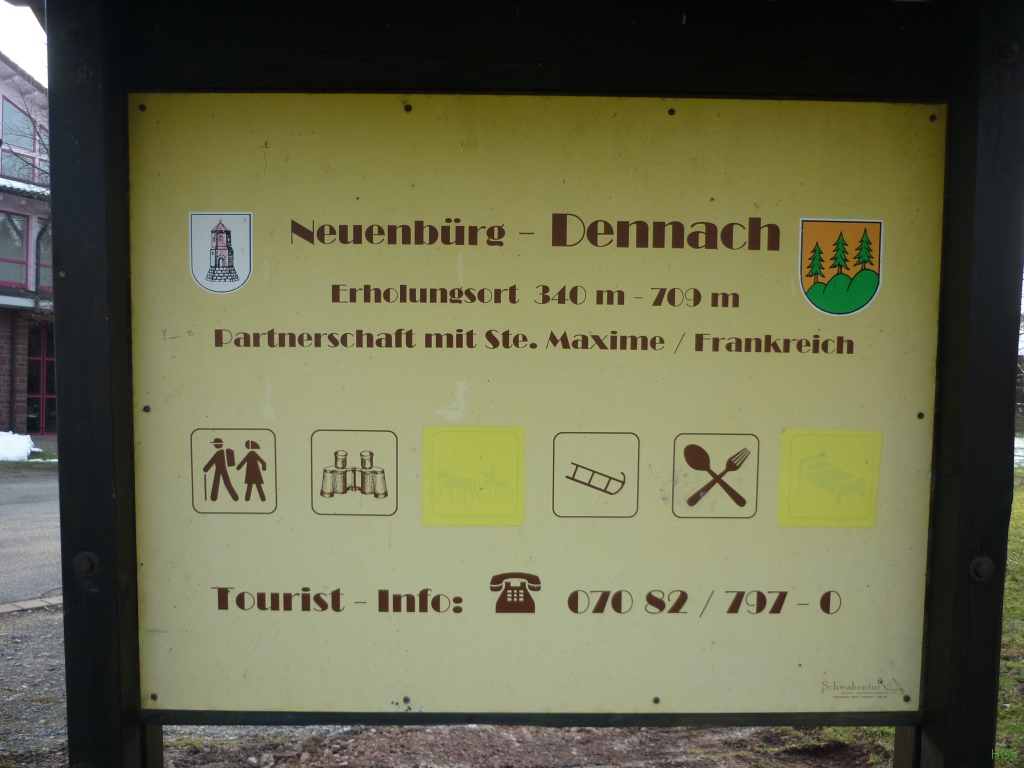 Neuenbürg - Dennach
Erholungsort 340 m - 709 m
Partnerschaft mit Ste. Maxime / Frankreich
Tourist - Info: 070 82 / 797 - 0
Schwabentor